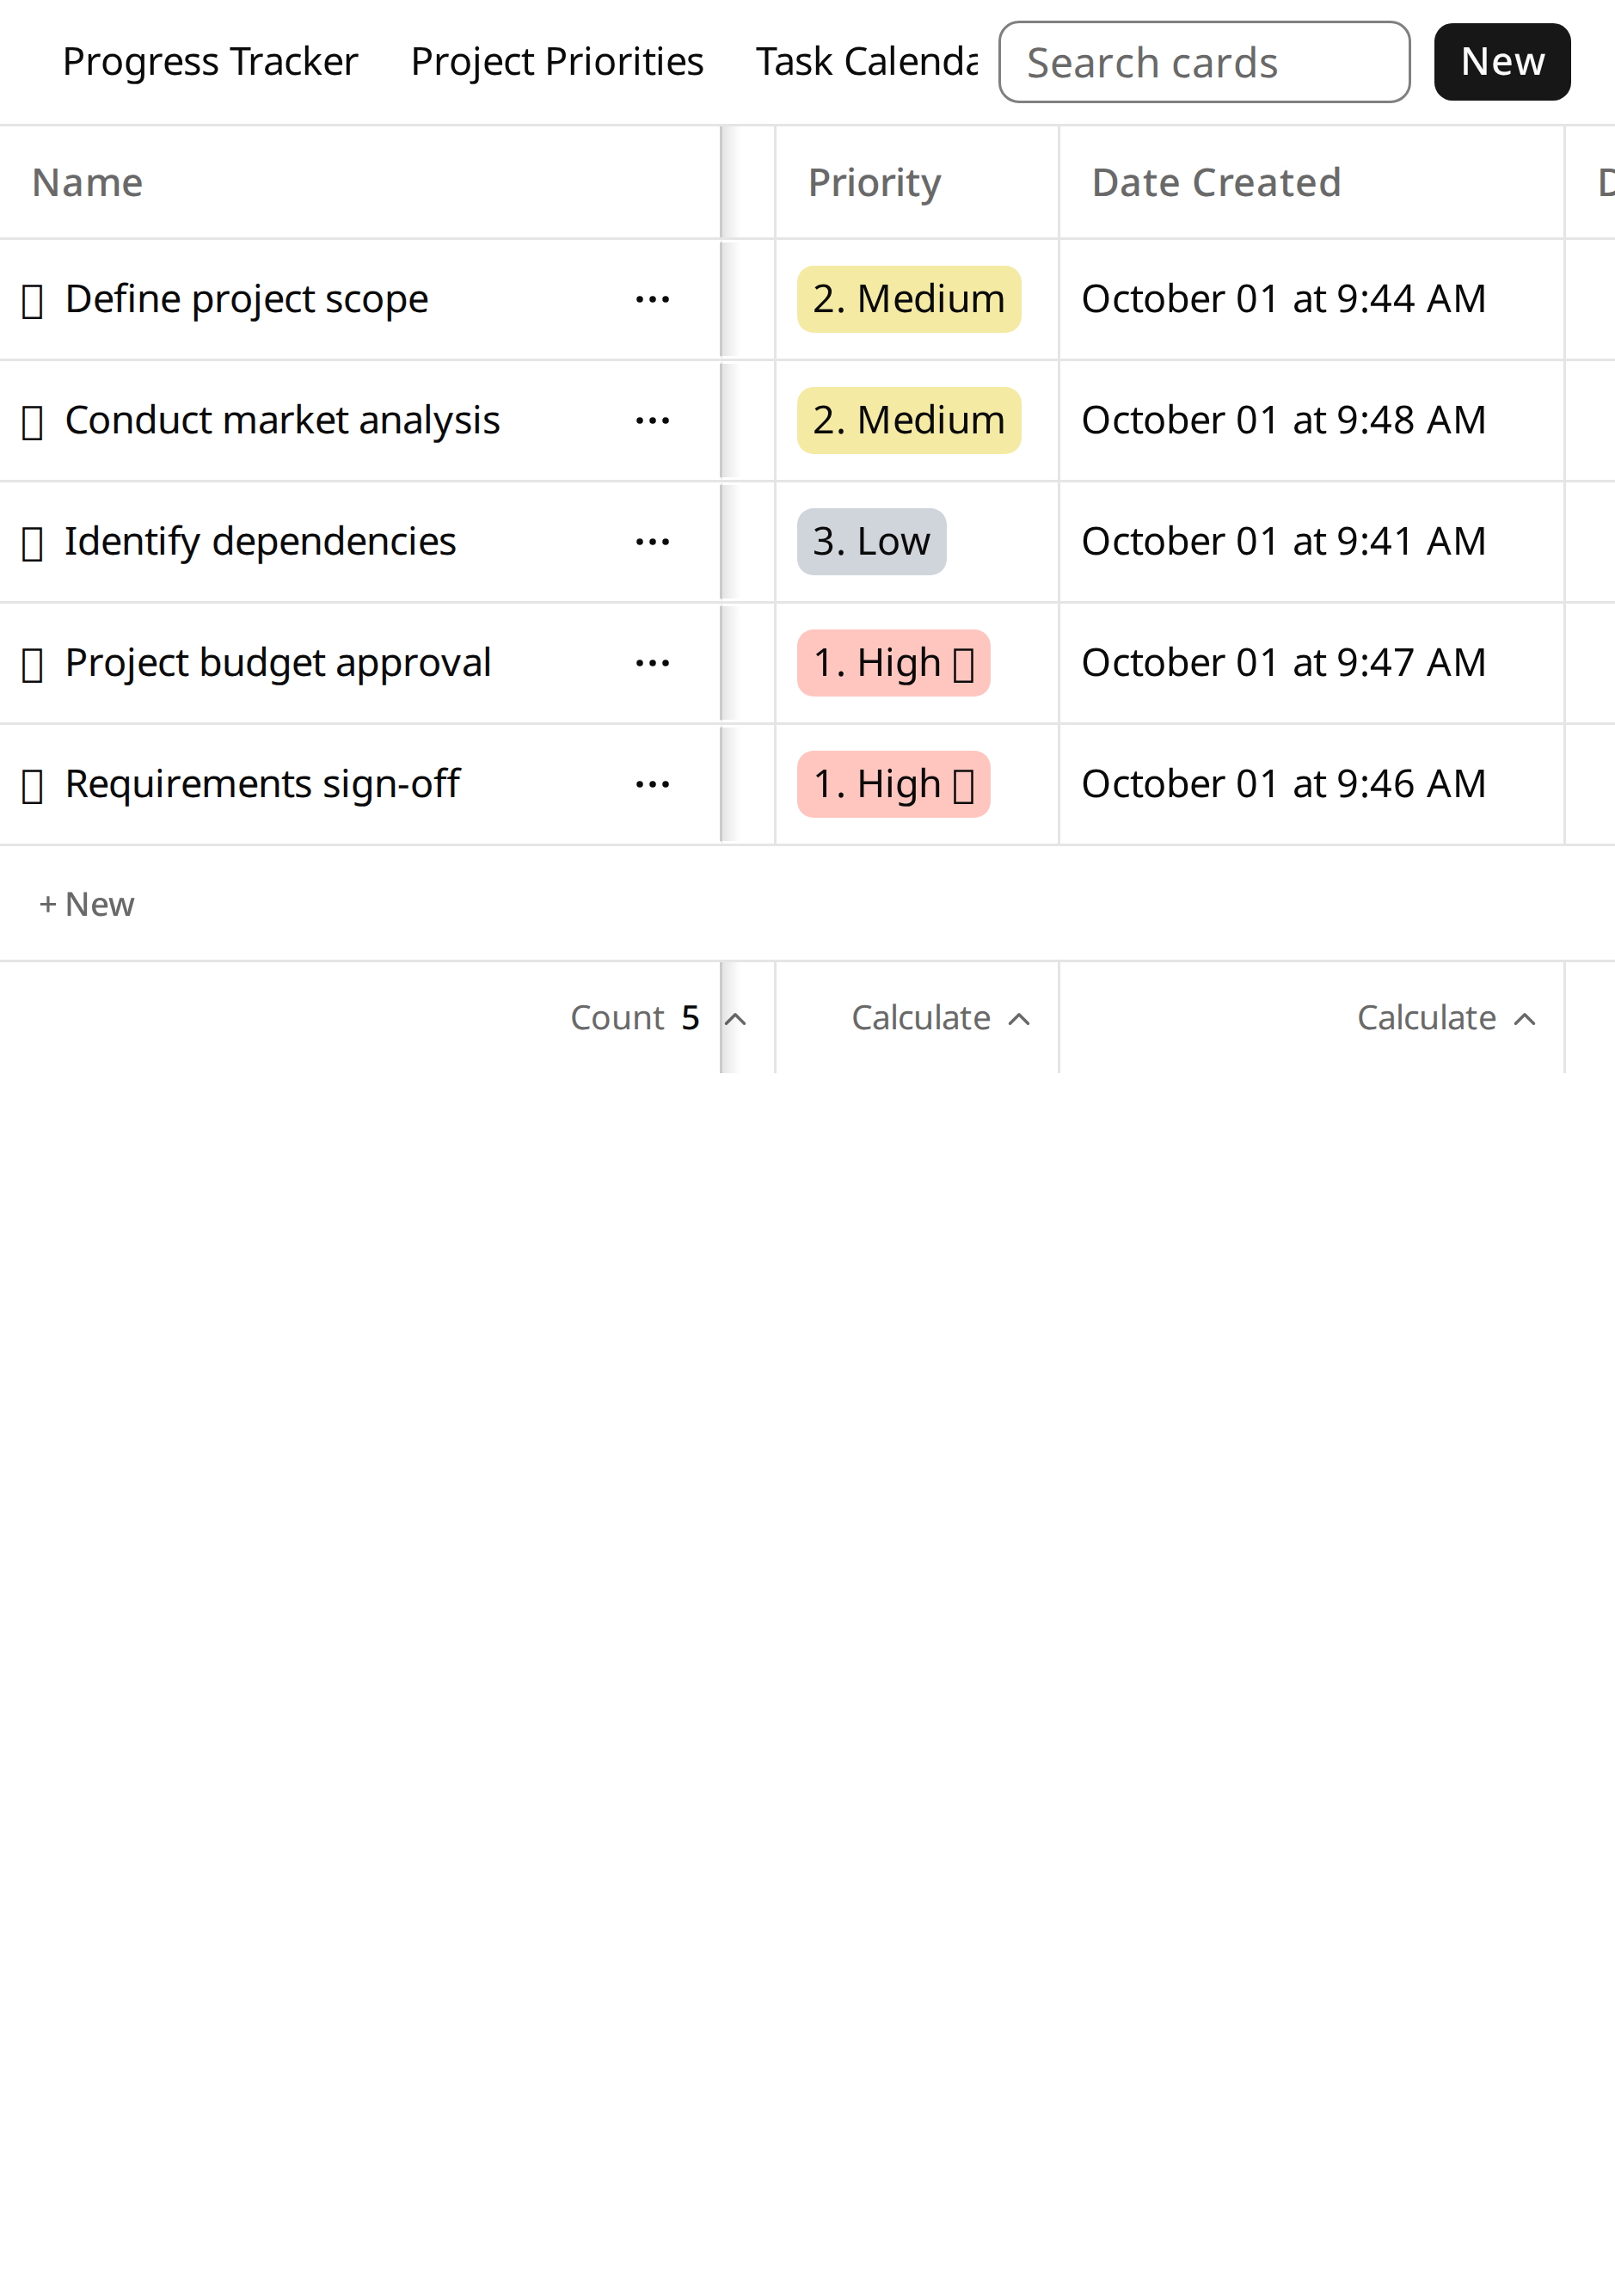 Progress Tracker Project Priorities Task Calenda Search cards New
Name Priority Date Created D
Define project scope ... 2. Medium October 01 at 9:44 AM
Conduct market analysis ... 2. Medium October 01 at 9:48 AM
Identify dependencies ... 3. Low October 01 at 9:41 AM
Project budget approval ... 1. High October 01 at 9:47 AM
Requirements sign-off ... 1. High October 01 at 9:46 AM
+ New
Count 5 Calculate Calculate